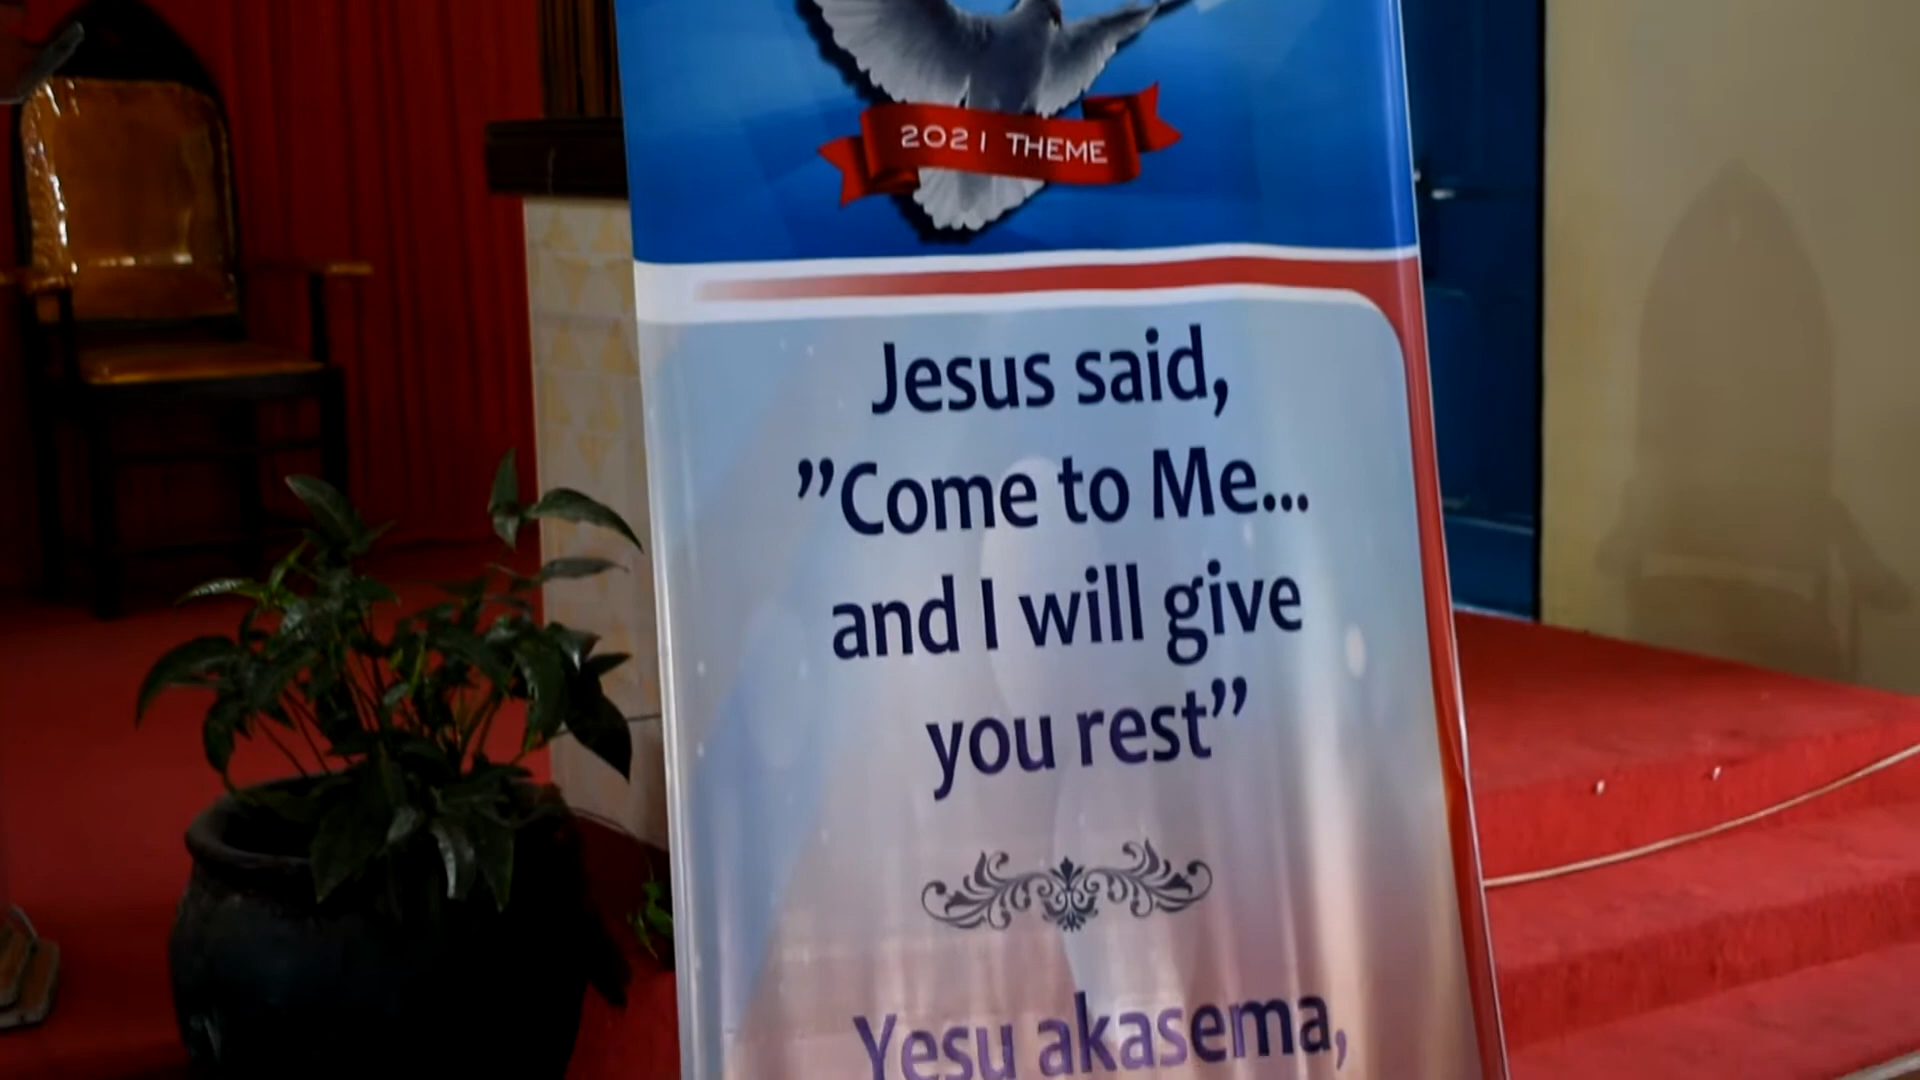 2021 THEME
Jesus said,
”Come to Me...
and I will give
you rest”
Yesu akasema,